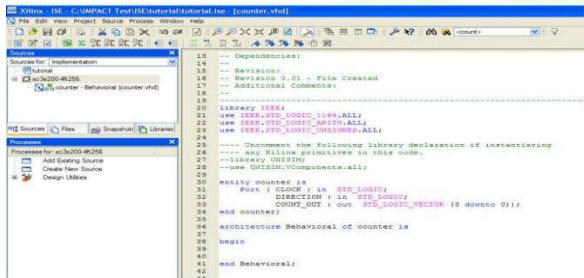 Xilinx - ISE - C:\IMPACT Test\ISE\tutorial\tutorial.ise - [counter.vhd]
File Edit View Project Source Process Window Help
counter
Sources
Sources for: Implementation
tutorial
xc3s200-4ft256
counter - Behavioral (counter.vhd)
Sources Files Snapshots Libraries
Processes
Processes for: xc3s200-4ft256
Add Existing Source
Create New Source
Design Utilities
13 -- Dependencies:
14 --
15 -- Revision:
16 -- Revision 0.01 - File Created
17 -- Additional Comments:
18 --
19 ----------------------------------------------------------------------------------
20 library IEEE;
21 use IEEE.STD_LOGIC_1164.ALL;
22 use IEEE.STD_LOGIC_ARITH.ALL;
23 use IEEE.STD_LOGIC_UNSIGNED.ALL;
24
25 ---- Uncomment the following library declaration if instantiating
26 ---- any Xilinx primitives in this code.
27 --library UNISIM;
28 --use UNISIM.VComponents.all;
29
30 entity counter is
31 Port ( CLOCK : in STD_LOGIC;
32 DIRECTION : in STD_LOGIC;
33 COUNT_OUT : out STD_LOGIC_VECTOR (3 downto 0));
34 end counter;
35
36 architecture Behavioral of counter is
37
38 begin
39
40
41 end Behavioral;
42